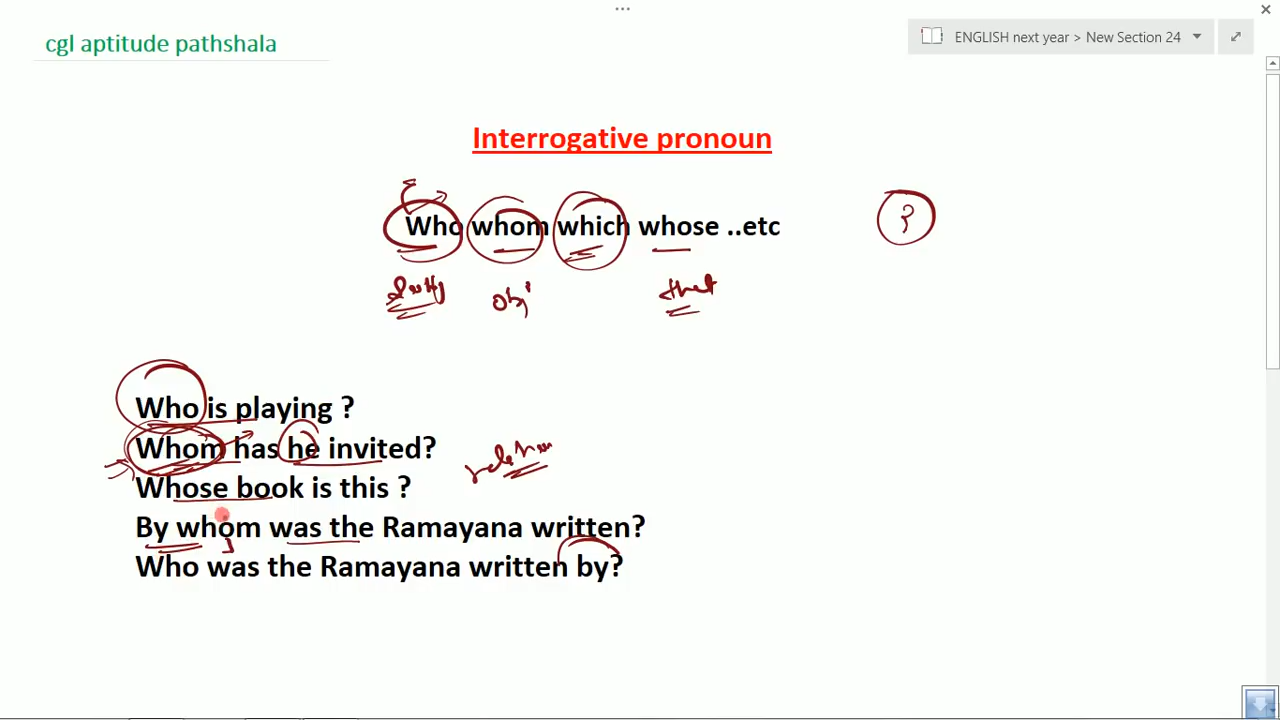 cgl aptitude pathshala
ENGLISH next year > New Section 24
Interrogative pronoun
Who whom which whose ..etc
?
obj
that
Who is playing ?
Whom has he invited?
Whose book is this ?
By whom was the Ramayana written?
Who was the Ramayana written by?